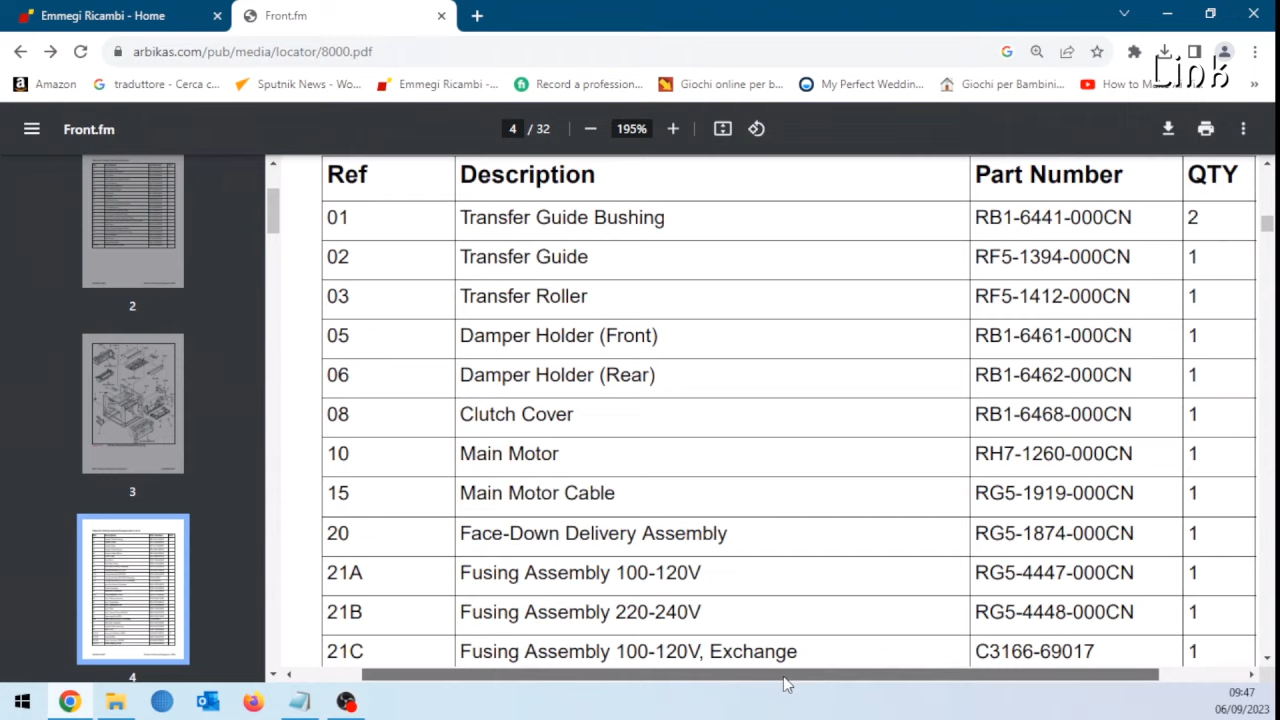 Emmegi Ricambi - Home
Front.fm
arbikas.com/pub/media/locator/8000.pdf
Link
Amazon
traduttore - Cerca c...
Sputnik News - Wo...
Emmegi Ricambi -...
Record a profession...
Giochi online per b...
My Perfect Wedding...
Giochi per Bambini...
How to
Front.fm
4 / 32
195%
Ref Description Part Number QTY
01 Transfer Guide Bushing RB1-6441-000CN 2
02 Transfer Guide RF5-1394-000CN 1
03 Transfer Roller RF5-1412-000CN 1
05 Damper Holder (Front) RB1-6461-000CN 1
06 Damper Holder (Rear) RB1-6462-000CN 1
08 Clutch Cover RB1-6468-000CN 1
10 Main Motor RH7-1260-000CN 1
15 Main Motor Cable RG5-1919-000CN 1
20 Face-Down Delivery Assembly RG5-1874-000CN 1
21A Fusing Assembly 100-120V RG5-4447-000CN 1
21B Fusing Assembly 220-240V RG5-4448-000CN 1
21C Fusing Assembly 100-120V, Exchange C3166-69017 1
2
3
4
09:47
06/09/2023